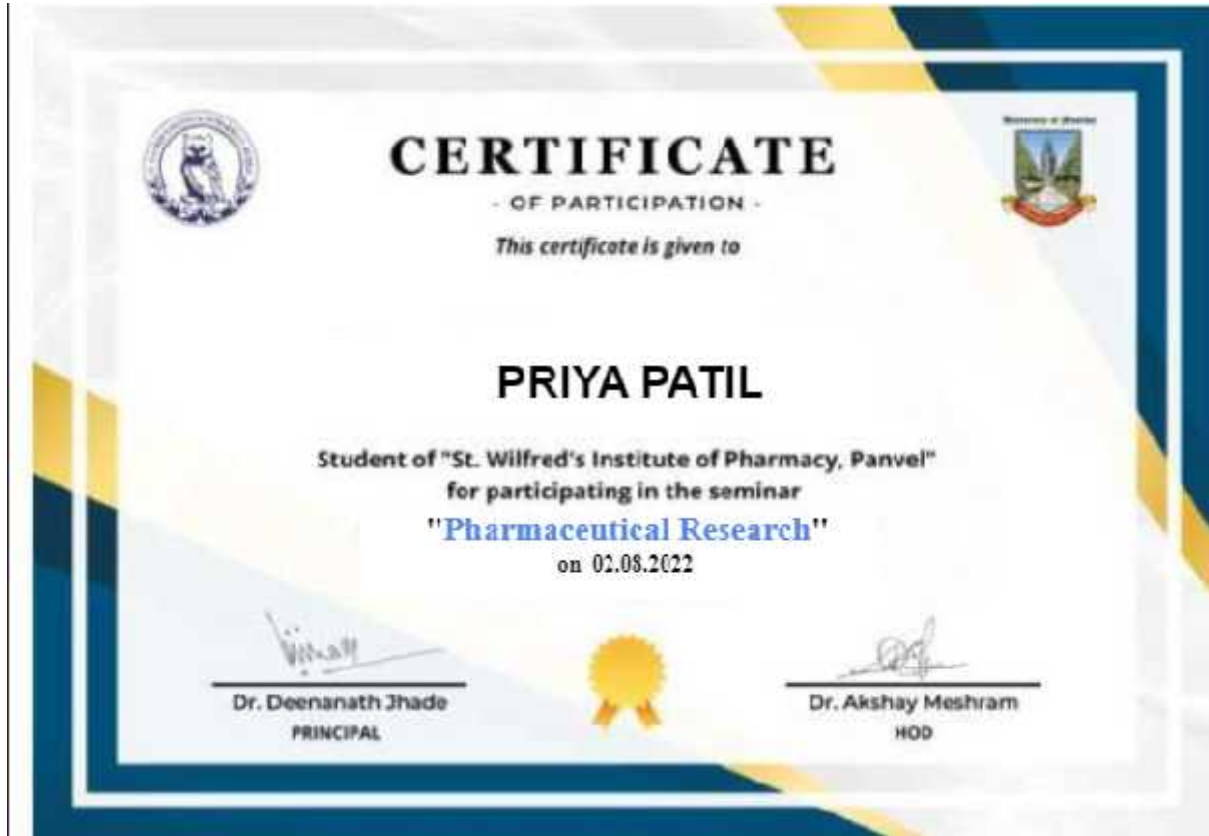 CERTIFICATE
- OF PARTICIPATION -
This certificate is given to
PRIYA PATIL
Student of "St. Wilfred's Institute of Pharmacy, Panvel"
for participating in the seminar
"Pharmaceutical Research"
on 02.08.2022
Dr. Deenanath Jhade
PRINCIPAL
Dr. Akshay Meshram
HOD